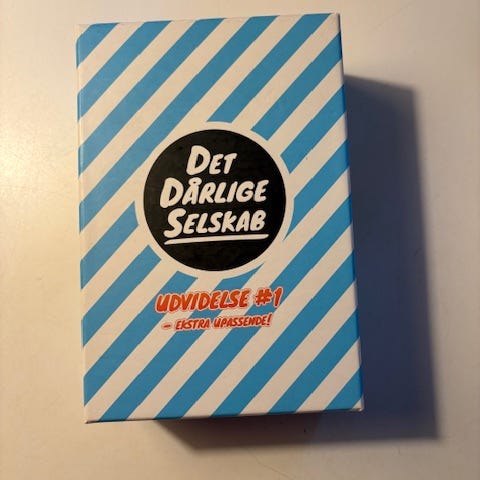 DET
DÅRLIGE
SELSKAB
UDVIDELSE #1
– EKSTRA UPASSENDE!